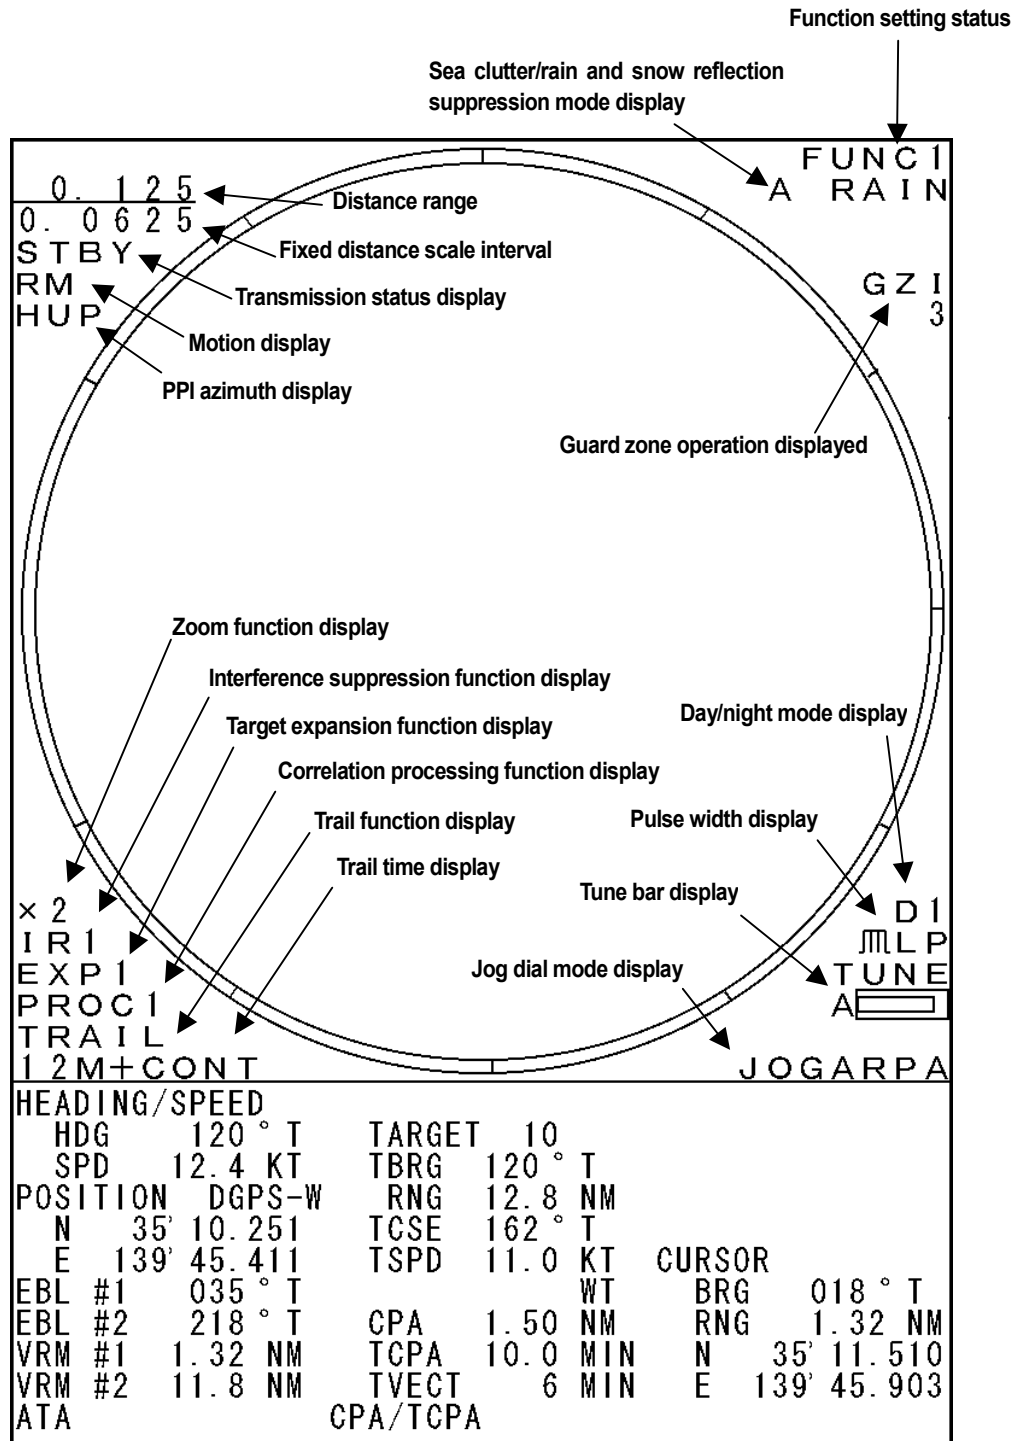 Function setting status
Sea clutter/rain and snow reflection
suppression mode display
FUNC1
A RAIN
0. 125
Distance range
0. 0625
Fixed distance scale interval
STBY
Transmission status display
RM
Motion display
HUP
PPI azimuth display
GZI
3
Guard zone operation displayed
Zoom function display
Interference suppression function display
Target expansion function display
Correlation processing function display
Trail function display
Trail time display
Day/night mode display
Pulse width display
Tune bar display
Jog dial mode display
×2
IR1
EXP1
PROC1
TRAIL
12M+CONT
D1
LP
TUNE
A
JOGARPA
HEADING/SPEED
HDG 120°T TARGET 10
SPD 12.4 KT TBRG 120°T
POSITION DGPS-W RNG 12.8 NM
N 35' 10.251 TCSE 162°T
E 139' 45.411 TSPD 11.0 KT CURSOR
EBL #1 035°T WT BRG 018°T
EBL #2 218°T CPA 1.50 NM RNG 1.32 NM
VRM #1 1.32 NM TCPA 10.0 MIN N 35' 11.510
VRM #2 11.8 NM TVECT 6 MIN E 139' 45.903
ATA CPA/TCPA